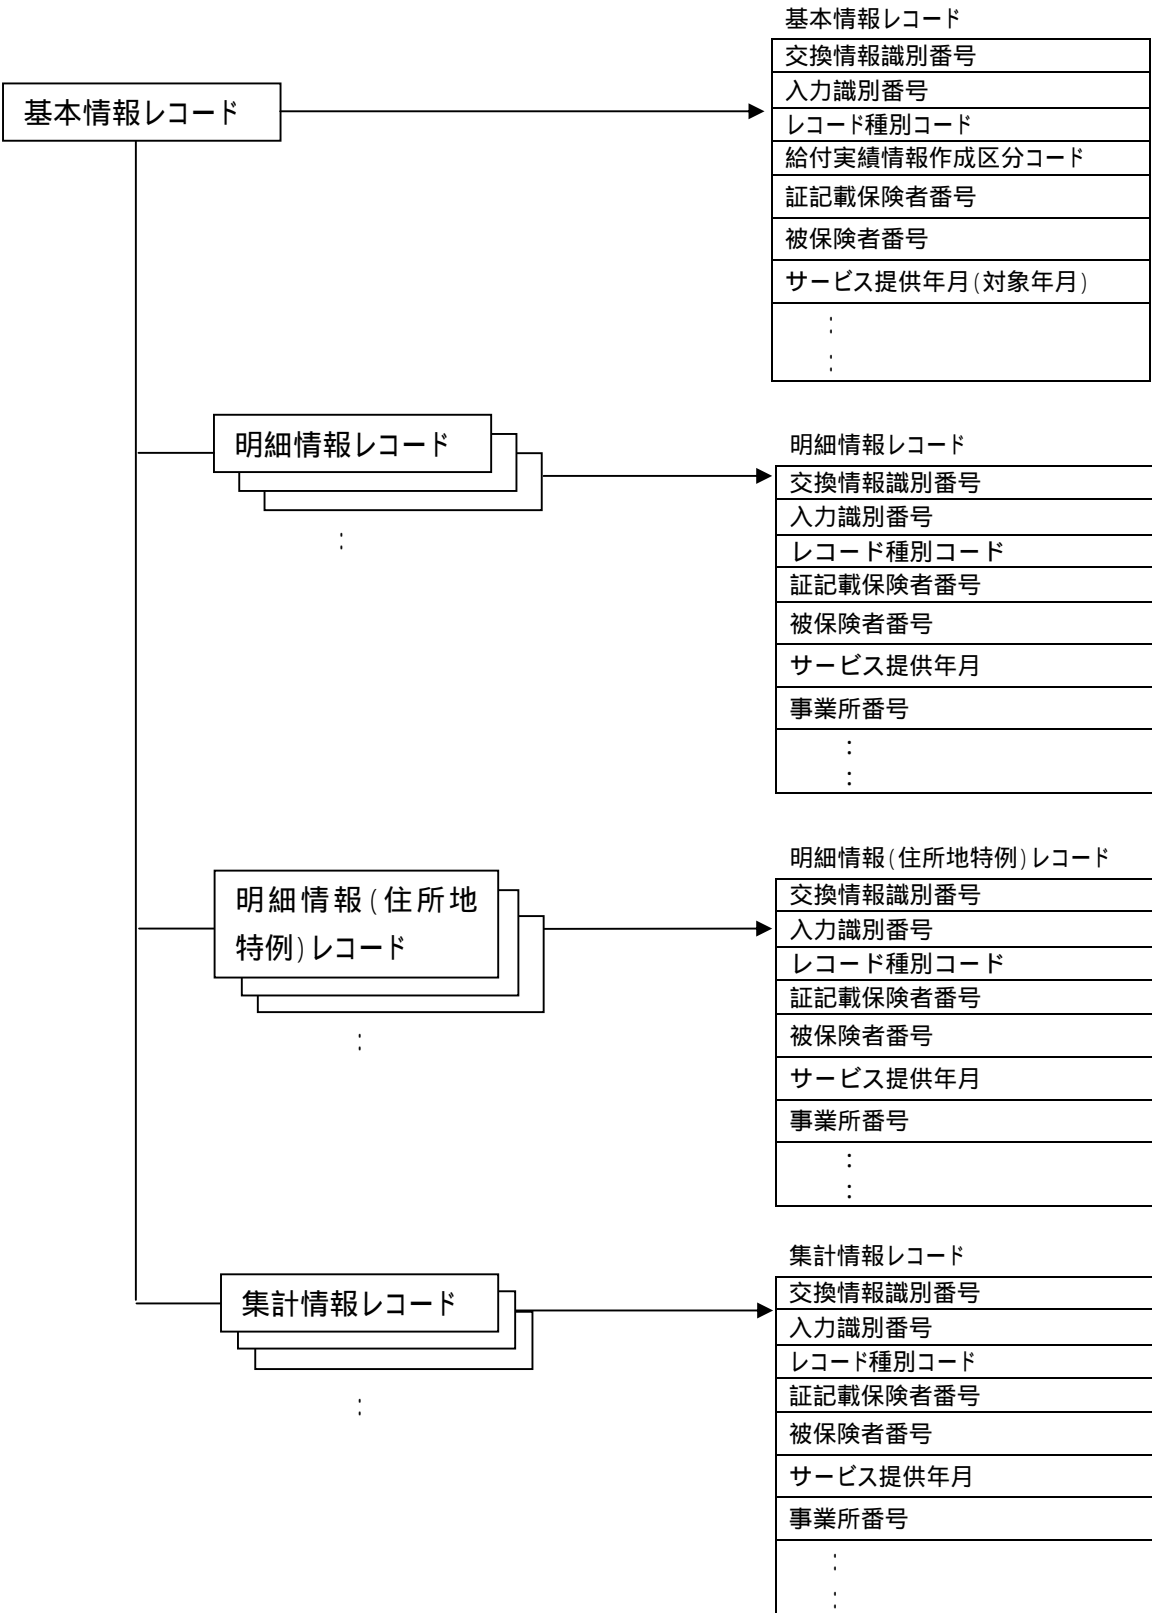 基本情報レコード
基本情報レコード
交換情報識別番号
入力識別番号
レコード種別コード
給付実績情報作成区分コード
証記載保険者番号
被保険者番号
サービス提供年月(対象年月)
:
:
明細情報レコード
:
明細情報レコード
交換情報識別番号
入力識別番号
レコード種別コード
証記載保険者番号
被保険者番号
サービス提供年月
事業所番号
:
:
明細情報(住所地
特例)レコード
:
明細情報(住所地特例)レコード
交換情報識別番号
入力識別番号
レコード種別コード
証記載保険者番号
被保険者番号
サービス提供年月
事業所番号
:
:
集計情報レコード
:
集計情報レコード
交換情報識別番号
入力識別番号
レコード種別コード
証記載保険者番号
被保険者番号
サービス提供年月
事業所番号
:
: